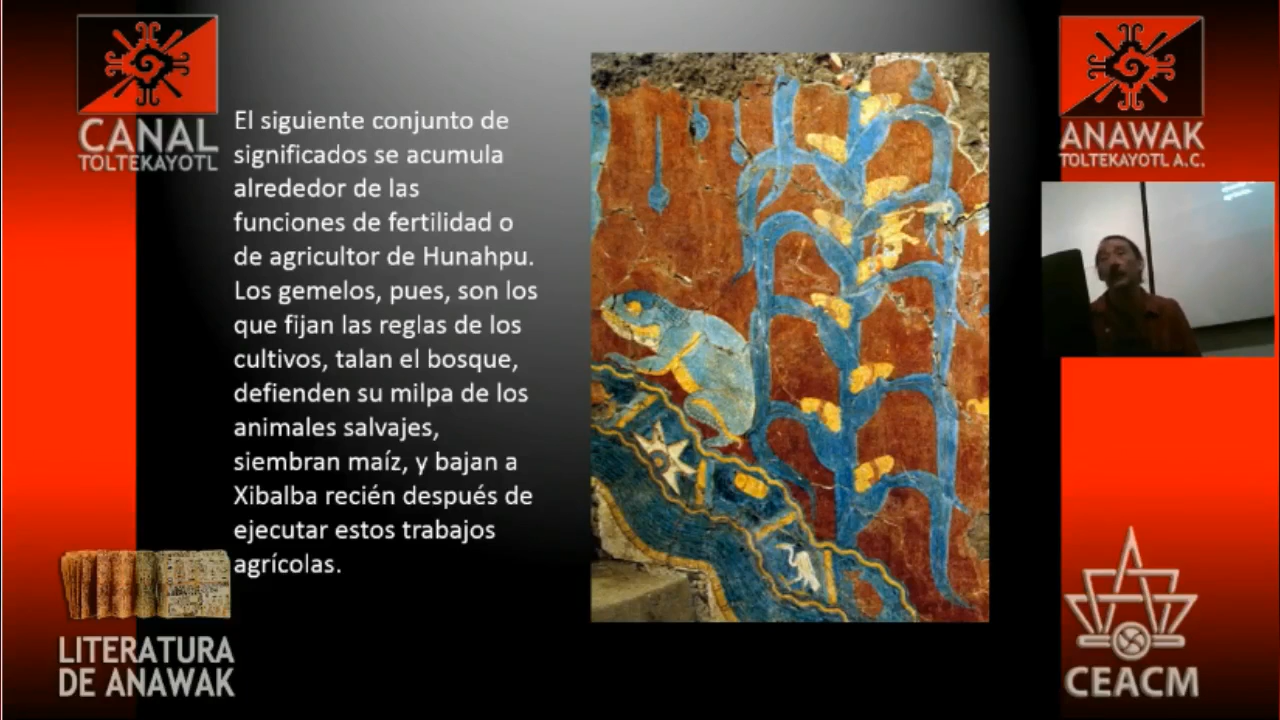 CANAL
TOLTEKAYOTL
ANAWAK
TOLTEKAYOTL A.C.
El siguiente conjunto de
significados se acumula
alrededor de las
funciones de fertilidad o
de agricultor de Hunahpu.
Los gemelos, pues, son los
que fijan las reglas de los
cultivos, talan el bosque,
defienden su milpa de los
animales salvajes,
siembran maíz, y bajan a
Xibalba recién después de
ejecutar estos trabajos
agrícolas.
LITERATURA
DE ANAWAK
CEACM